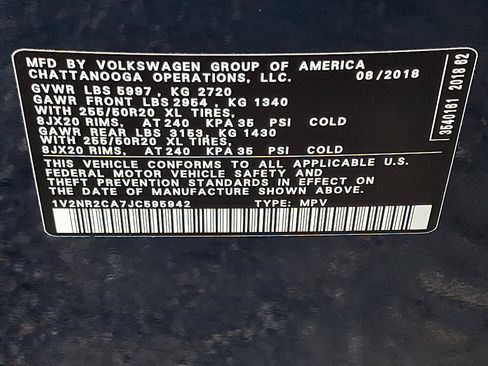 MFD BY VOLKSWAGEN GROUP OF AMERICA
CHATTANOOGA OPERATIONS, LLC. 08/2018
GVWR LBS 5997, KG 2720
GAWR FRONT LBS 2954, KG 1340
WITH 255/50R20 XL TIRES,
8JX20 RIMS, AT 240 KPA 35 PSI COLD
GAWR REAR LBS 3153, KG 1430
WITH 255/50R20 XL TIRES,
8JX20 RIMS, AT 240 KPA 35 PSI COLD
THIS VEHICLE CONFORMS TO ALL APPLICABLE U.S.
FEDERAL MOTOR VEHICLE SAFETY, BUMPER, AND
THEFT PREVENTION STANDARDS IN EFFECT ON
THE DATE OF MANUFACTURE SHOWN ABOVE.
1V2NR2CA7JC595942 TYPE: MPV
3540161 2018 62